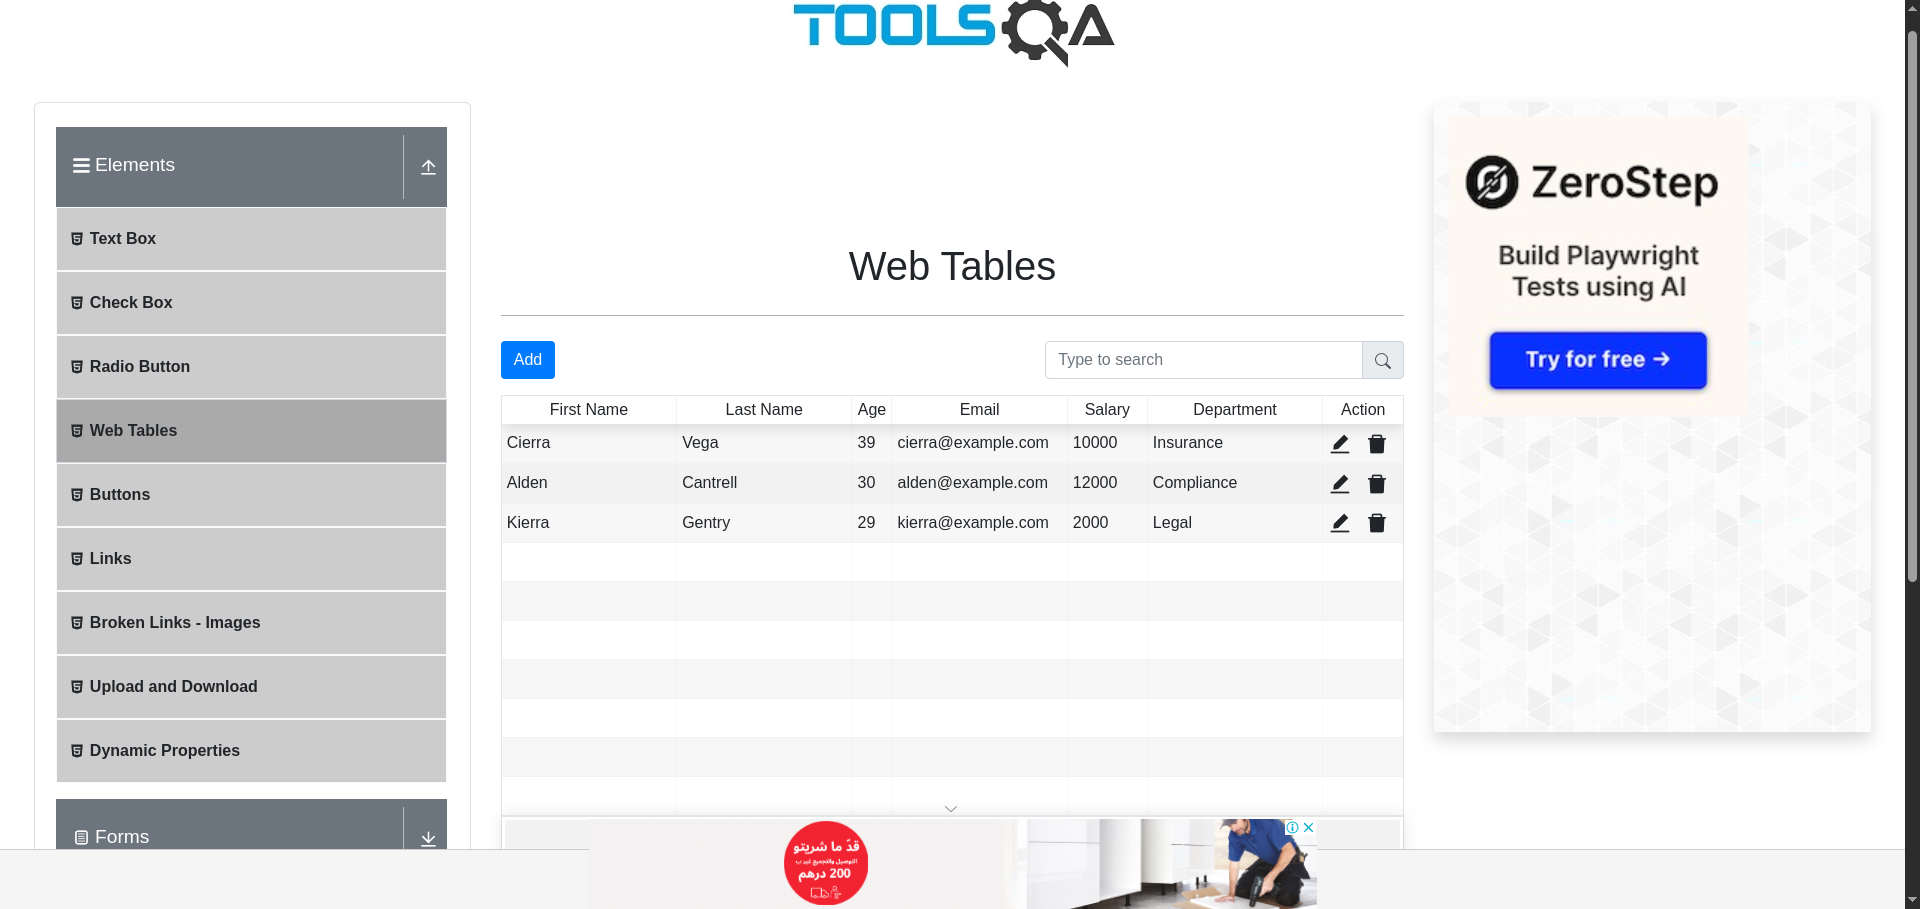 TOOLSQA
Elements
Text Box
Check Box
Radio Button
Web Tables
Buttons
Links
Broken Links - Images
Upload and Download
Dynamic Properties
Forms
Web Tables
Add
Type to search
First Name Last Name Age Email Salary Department Action
Cierra Vega 39 cierra@example.com 10000 Insurance
Alden Cantrell 30 alden@example.com 12000 Compliance
Kierra Gentry 29 kierra@example.com 2000 Legal
ZeroStep
Build Playwright
Tests using AI
Try for free →
قدّ ما شريتو
التوصيل والتجميع غير ب
200 درهم